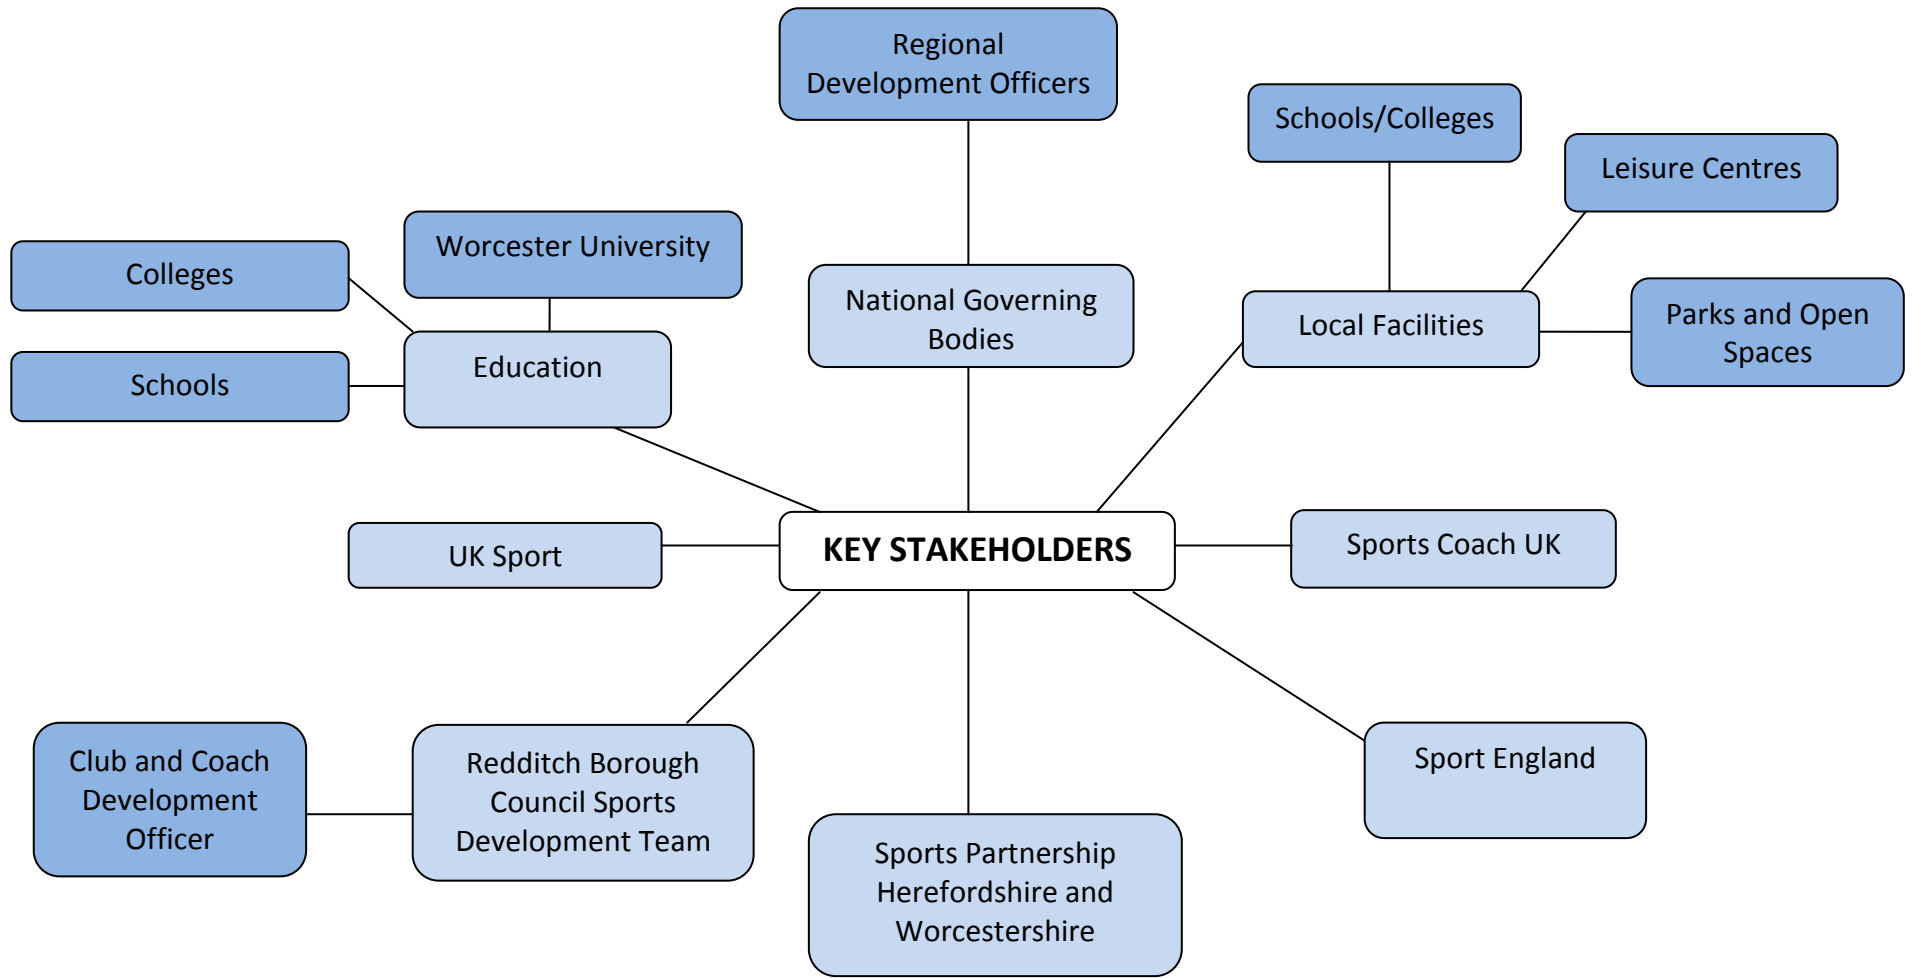 Regional
Development Officers
Schools/Colleges
Leisure Centres
Worcester University
Colleges
National Governing
Bodies
Local Facilities
Parks and Open
Spaces
Education
Schools
UK Sport
KEY STAKEHOLDERS
Sports Coach UK
Club and Coach
Development
Officer
Redditch Borough
Council Sports
Development Team
Sport England
Sports Partnership
Herefordshire and
Worcestershire